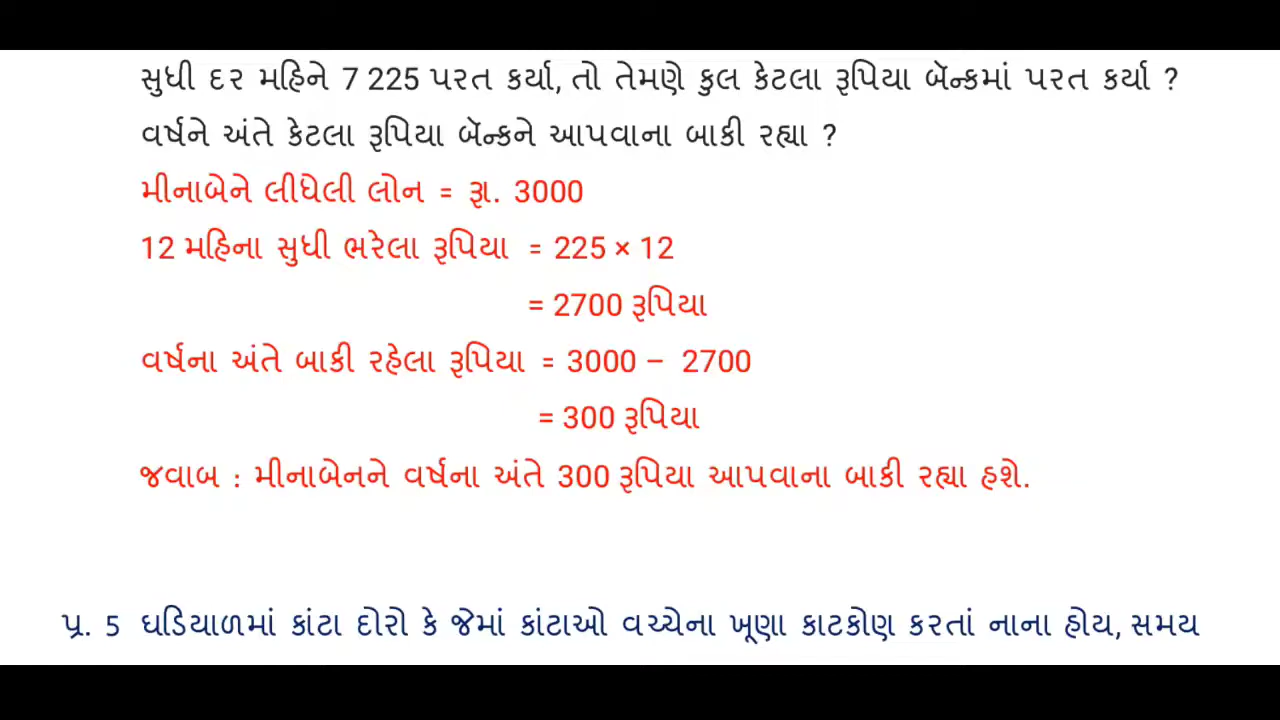 સુધી દર મહિને 7 225 પરત કર્યા, તો તેમણે કુલ કેટલા રૂપિયા બૅન્કમાં પરત કર્યા ?
વર્ષને અંતે કેટલા રૂપિયા બૅન્કને આપવાના બાકી રહ્યા ?
મીનાબેને લીધેલી લોન = રૂા. 3000
12 મહિના સુધી ભરેલા રૂપિયા = 225 × 12
= 2700 રૂપિયા
વર્ષના અંતે બાકી રહેલા રૂપિયા = 3000 – 2700
= 300 રૂપિયા
જવાબ : મીનાબેનને વર્ષના અંતે 300 રૂપિયા આપવાના બાકી રહ્યા હશે.
પ્ર. 5 ઘડિયાળમાં કાંટા દોરો કે જેમાં કાંટાઓ વચ્ચેના ખૂણા કાટકોણ કરતાં નાના હોય, સમય